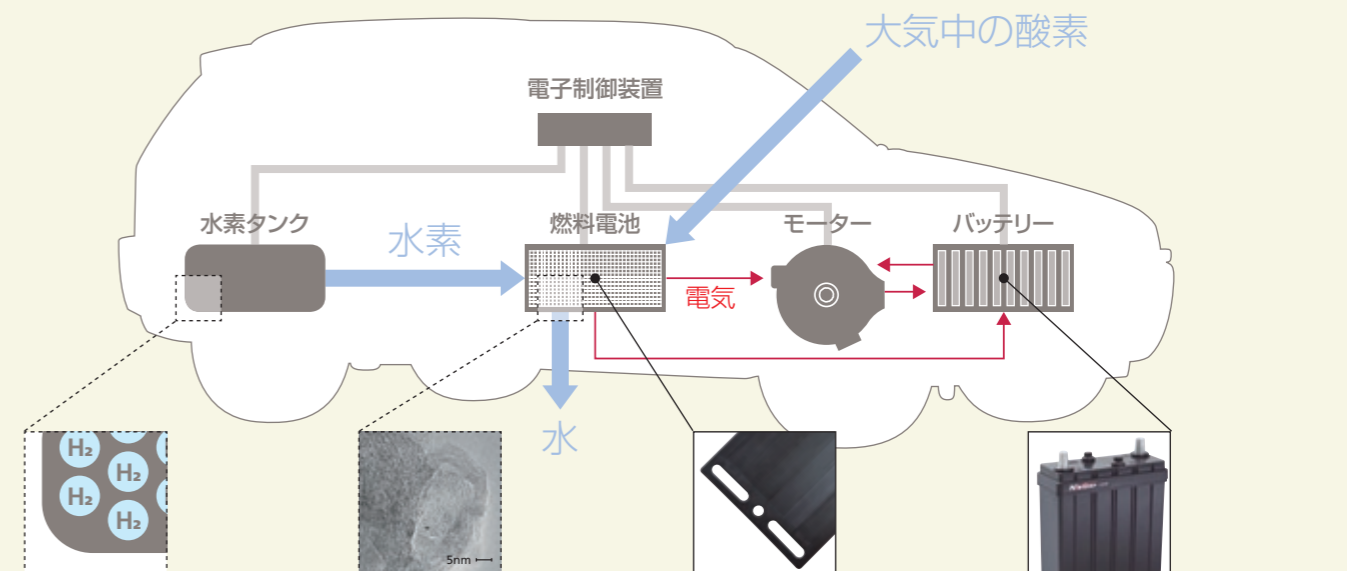 大気中の酸素
電子制御装置
水素タンク
水素
燃料電池
モーター
バッテリー
電気
水
H₂
H₂
H₂
H₂
5nm